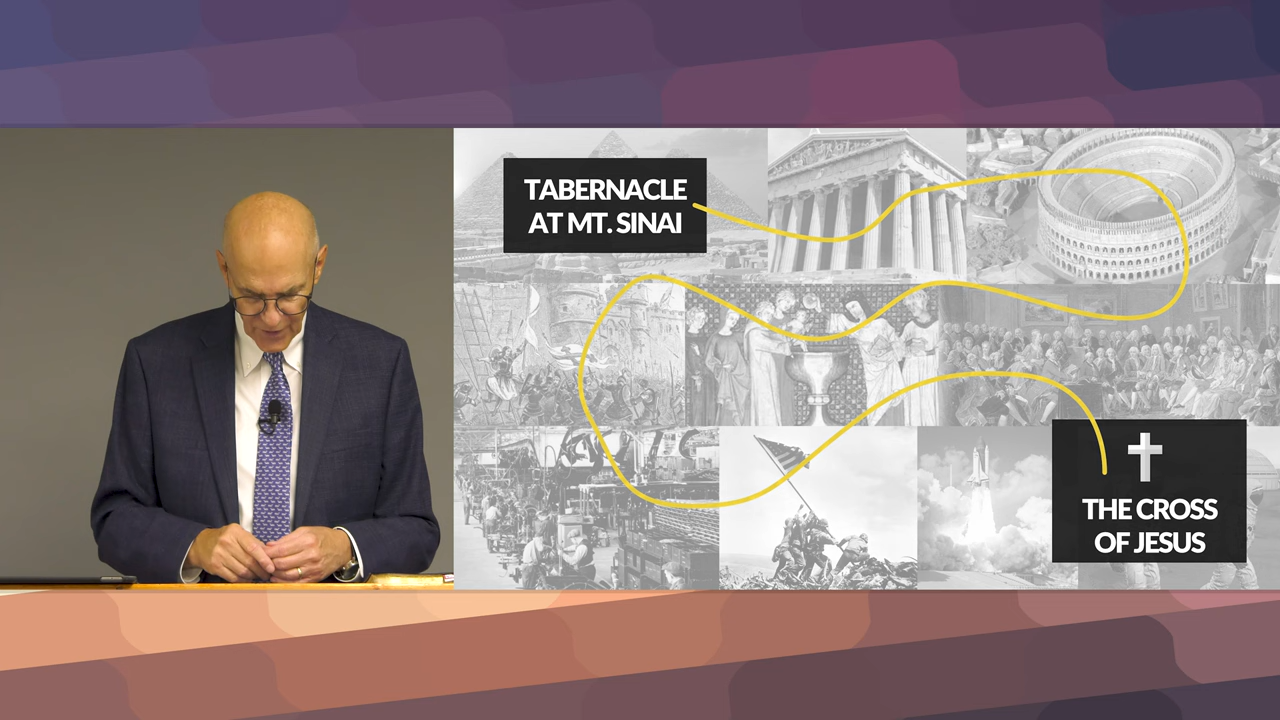 TABERNACLE
AT MT. SINAI
THE CROSS
OF JESUS